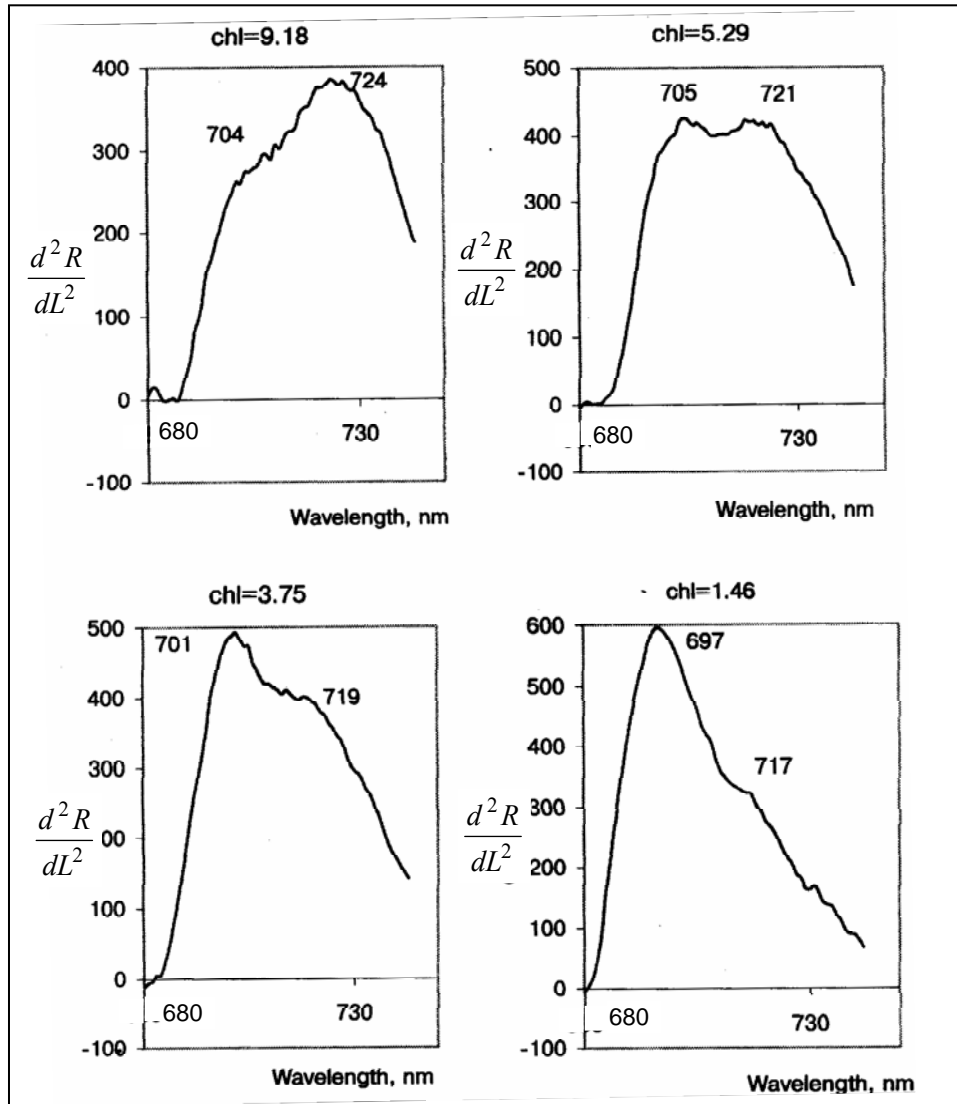 chl=9.18
400
300
200
100
0
-100
704
724
d²R
dL²
680
730
Wavelength, nm
chl=5.29
500
400
300
200
100
0
-100
705
721
d²R
dL²
680
730
Wavelength, nm
chl=3.75
500
400
300
00
100
0
-100
701
719
d²R
dL²
680
730
Wavelength, nm
chl=1.46
600
500
400
300
200
100
0
-100
697
717
d²R
dL²
680
730
Wavelength, nm